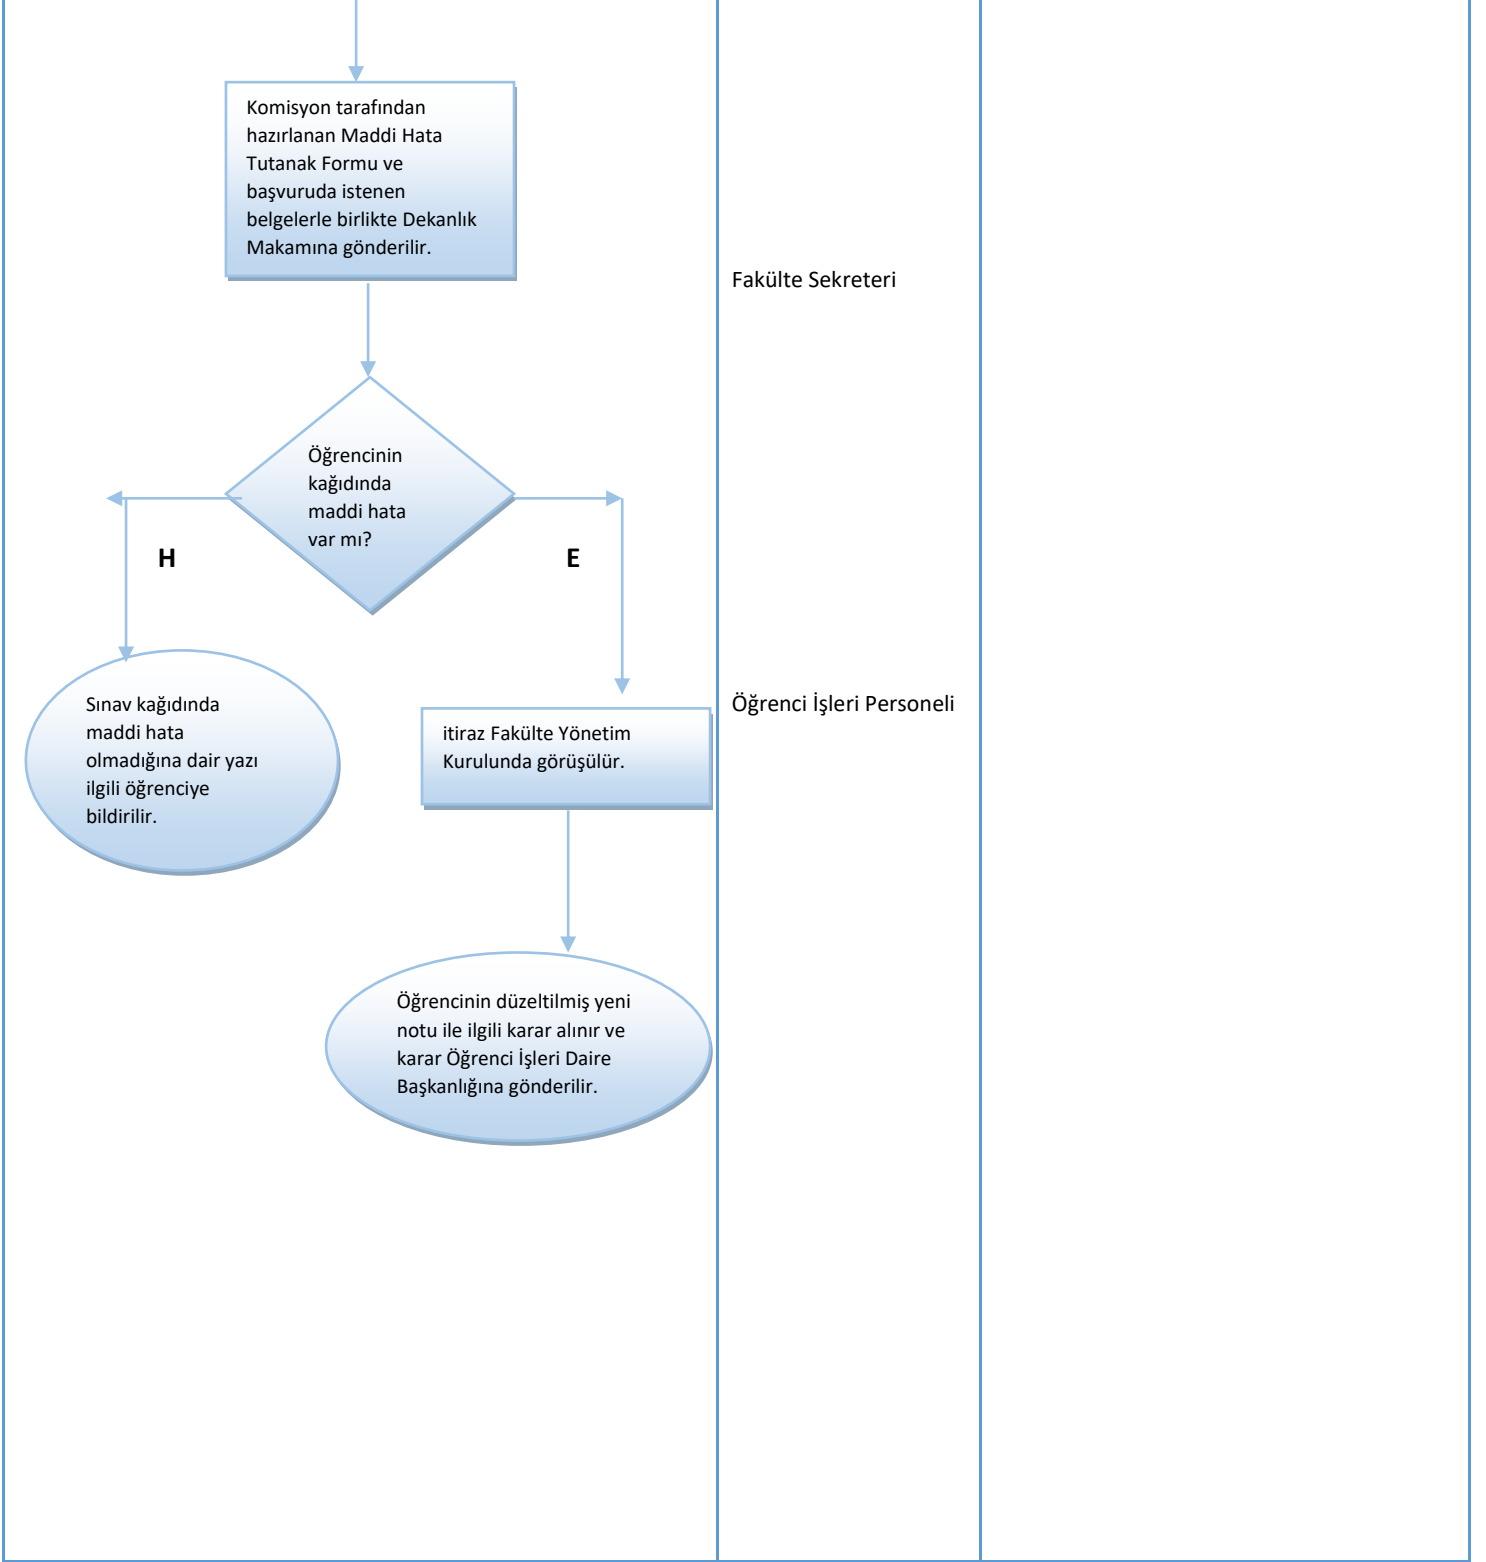 Komisyon tarafından
hazırlanan Maddi Hata
Tutanak Formu ve
başvuruda istenen
belgelerle birlikte Dekanlık
Makamına gönderilir.
Fakülte Sekreteri
Öğrencinin
kağıdında
maddi hata
var mı?
H
E
Sınav kağıdında
maddi hata
olmadığına dair yazı
ilgili öğrenciye
bildirilir.
itiraz Fakülte Yönetim
Kurulunda görüşülür.
Öğrenci İşleri Personeli
Öğrencinin düzeltilmiş yeni
notu ile ilgili karar alınır ve
karar Öğrenci İşleri Daire
Başkanlığına gönderilir.